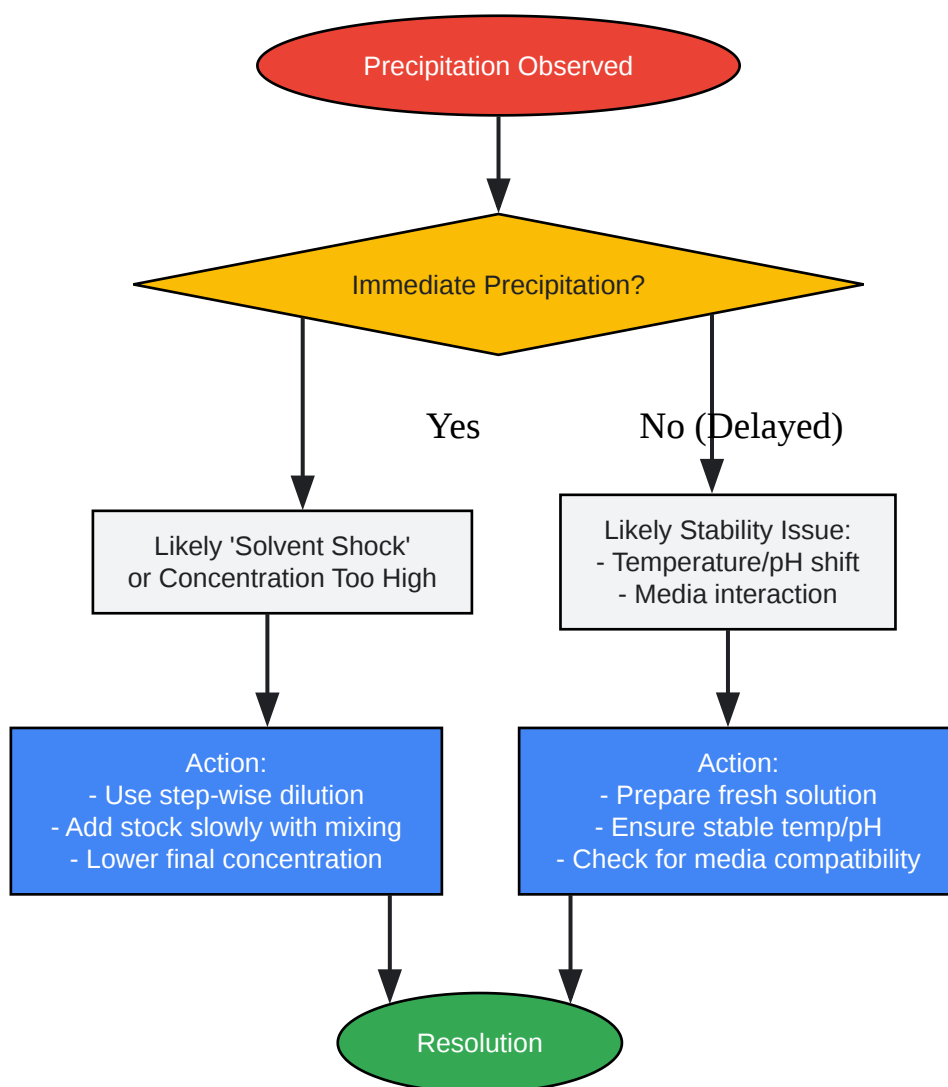 Precipitation Observed
Immediate Precipitation?
Yes
No (Delayed)
Likely 'Solvent Shock'
or Concentration Too High
Likely Stability Issue:
- Temperature/pH shift
- Media interaction
Action:
- Use step-wise dilution
- Add stock slowly with mixing
- Lower final concentration
Action:
- Prepare fresh solution
- Ensure stable temp/pH
- Check for media compatibility
Resolution